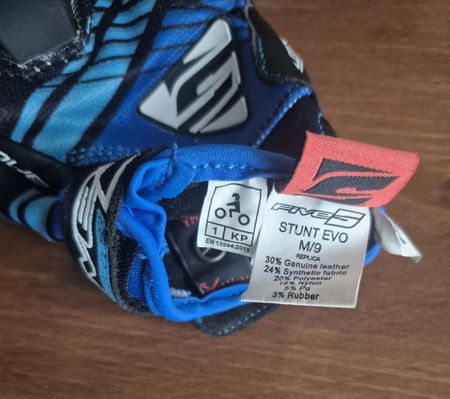 1 KP
EN 13594:2015
FIVE
STUNT EVO
M/9
REPLICA
30% Genuine leather
24% Synthetic fabric
20% Polyester
18% Nylon
5% Pu
3% Rubber